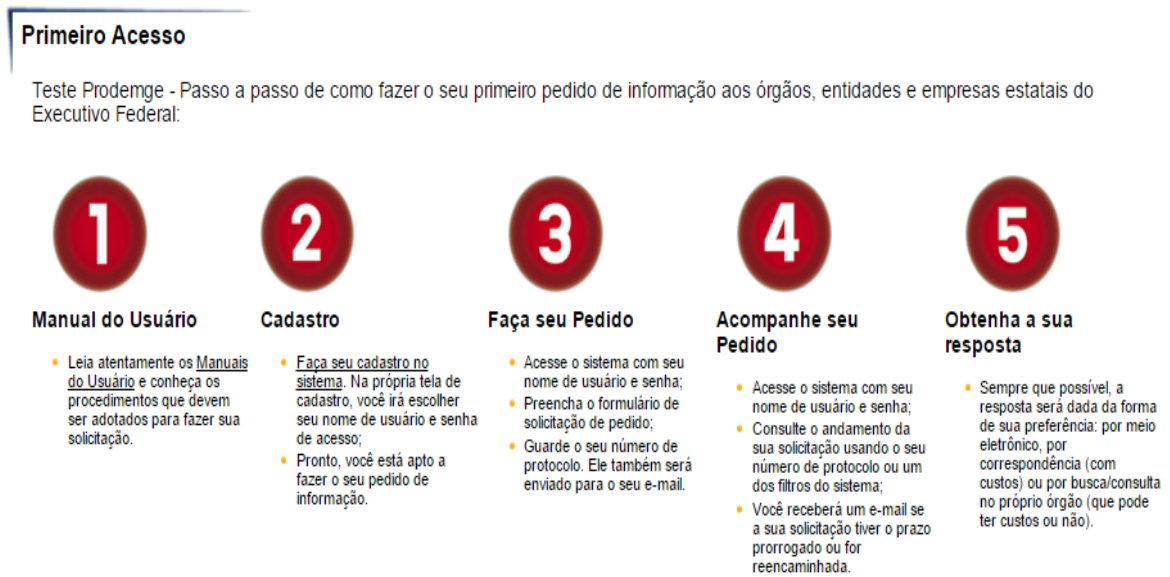 Primeiro Acesso
Teste Prodemge - Passo a passo de como fazer o seu primeiro pedido de informação aos órgãos, entidades e empresas estatais do
Executivo Federal:
1
Manual do Usuário
Leia atentamente os Manuais
do Usuário e conheça os
procedimentos que devem
ser adotados para fazer sua
solicitação.
2
Cadastro
Faça seu cadastro no
sistema. Na própria tela de
cadastro, você irá escolher
seu nome de usuário e senha
de acesso;
Pronto, você está apto a
fazer o seu pedido de
informação.
3
Faça seu Pedido
Acesse o sistema com seu
nome de usuário e senha;
Preencha o formulário de
solicitação de pedido;
Guarde o seu número de
protocolo. Ele também será
enviado para o seu e-mail.
4
Acompanhe seu
Pedido
Acesse o sistema com seu
nome de usuário e senha;
Consulte o andamento da
sua solicitação usando o seu
número de protocolo ou um
dos filtros do sistema;
Você receberá um e-mail se
a sua solicitação tiver o prazo
prorrogado ou for
reencaminhada.
5
Obtenha a sua
resposta
Sempre que possível, a
resposta será dada da forma
de sua preferência: por meio
eletrônico, por
correspondência (com
custos) ou por busca/consulta
no próprio órgão (que pode
ter custos ou não).